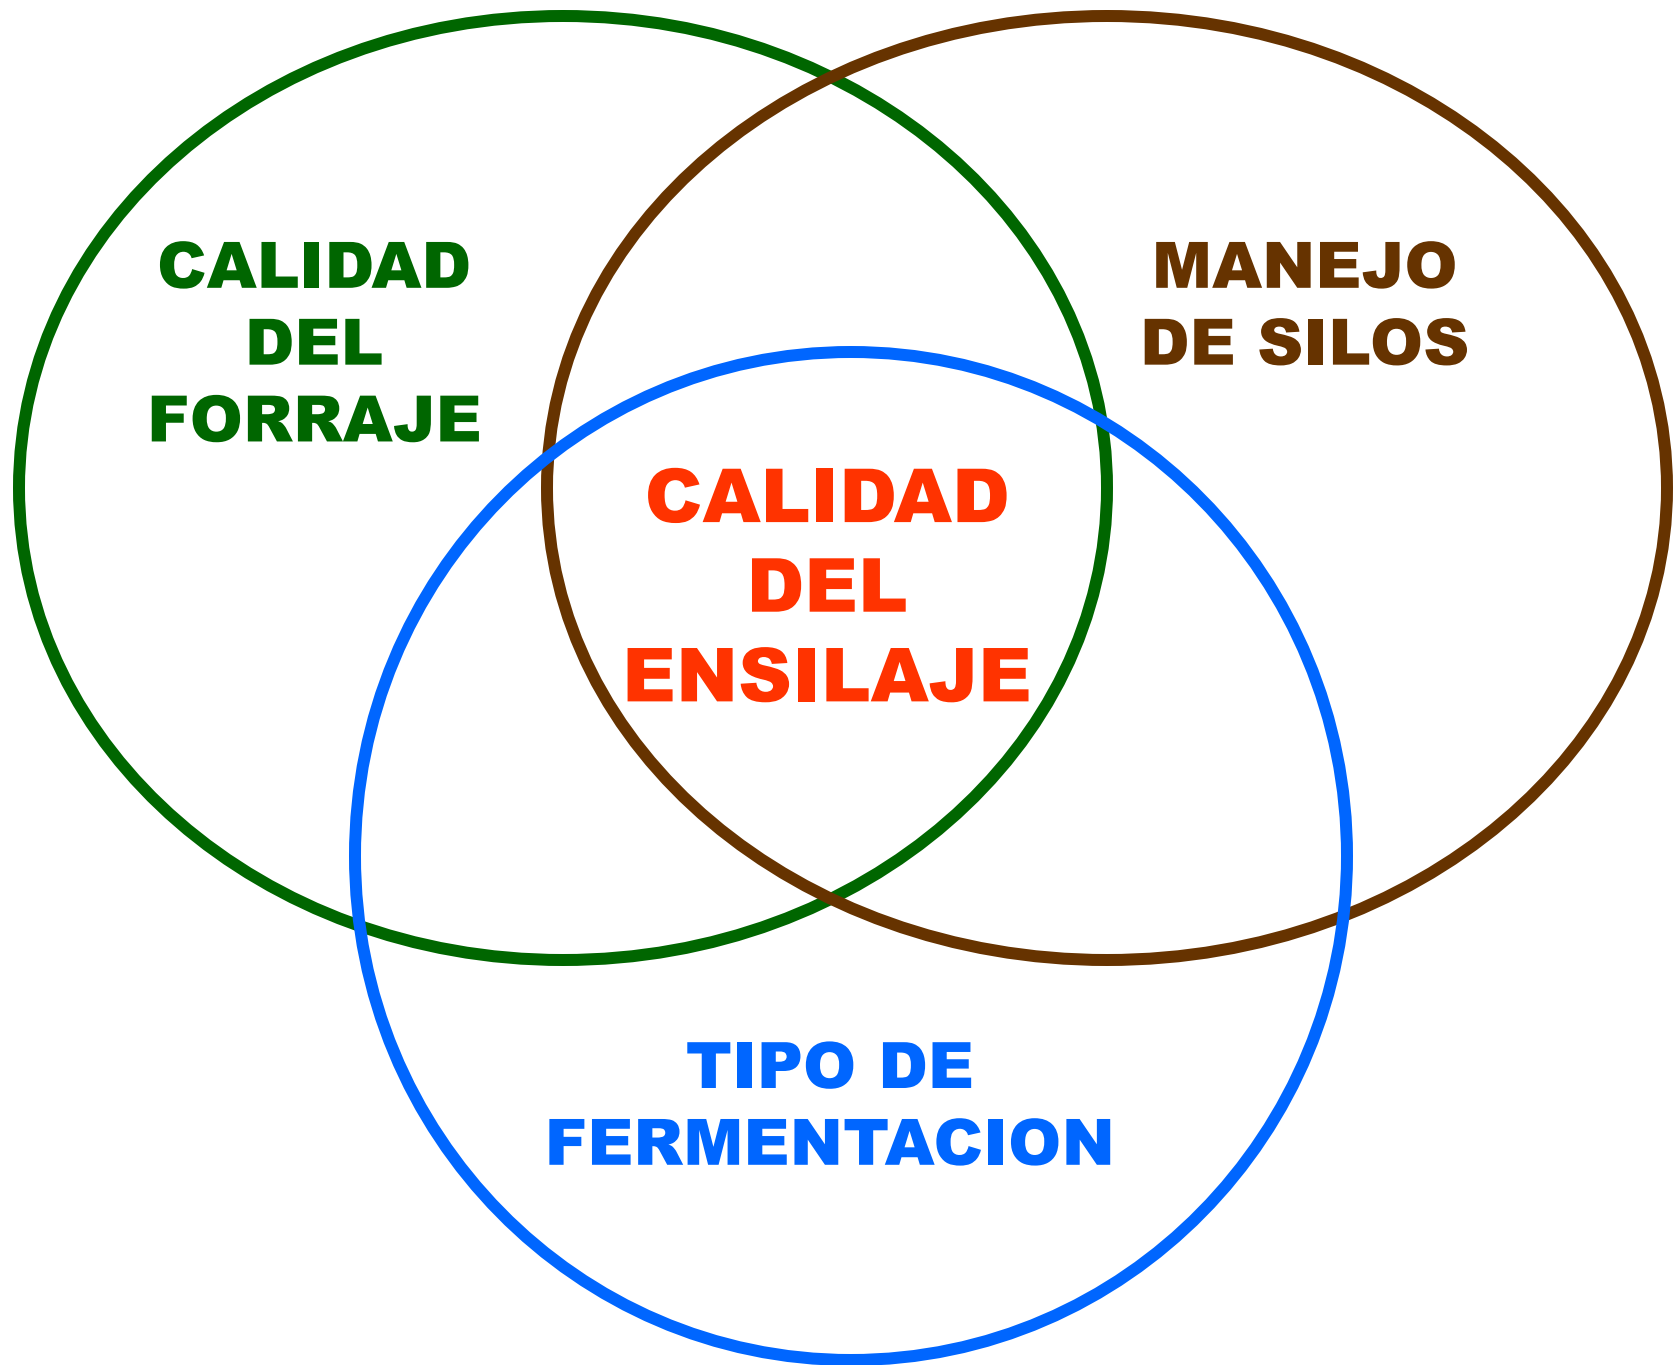 CALIDAD
DEL
FORRAJE
MANEJO
DE SILOS
CALIDAD
DEL
ENSILAJE
TIPO DE
FERMENTACION